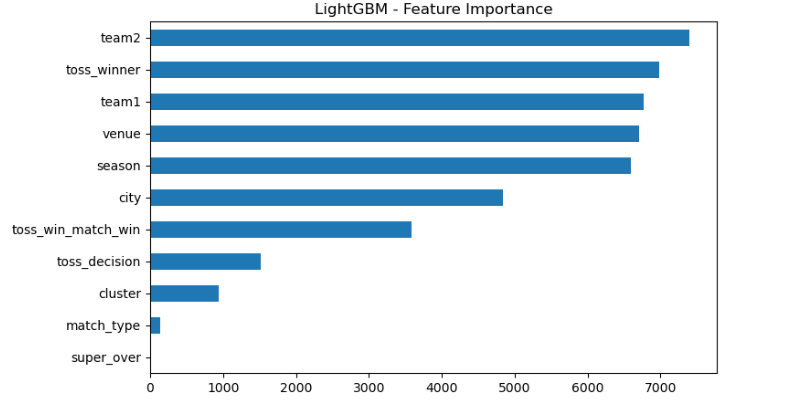 LightGBM - Feature Importance
team2
toss_winner
team1
venue
season
city
toss_win_match_win
toss_decision
cluster
match_type
super_over
0 1000 2000 3000 4000 5000 6000 7000